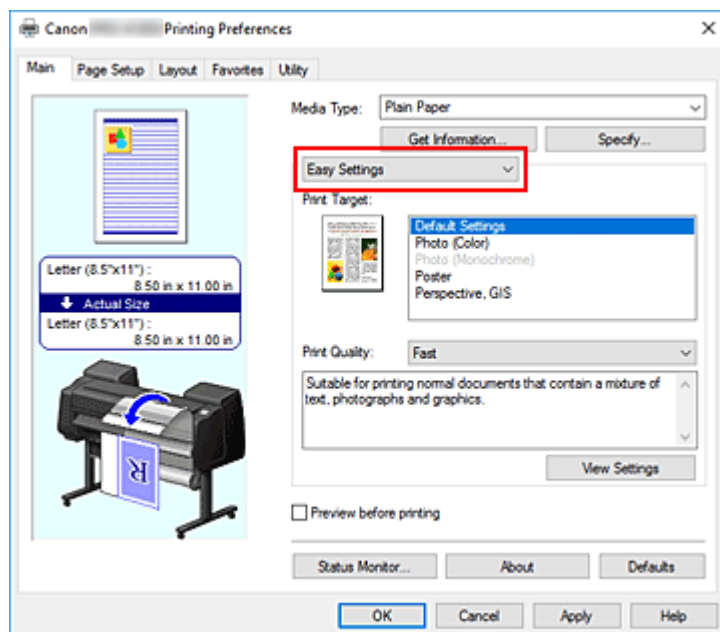 Canon Printing Preferences
Main Page Setup Layout Favorites Utility
Media Type: Plain Paper
Get Information... Specify...
Easy Settings
Print Target:
Default Settings
Photo (Color)
Photo (Monochrome)
Poster
Perspective, GIS
Letter (8.5"x11") :
8.50 in x 11.00 in
Actual Size
Letter (8.5"x11") :
8.50 in x 11.00 in
R
Print Quality: Fast
Suitable for printing normal documents that contain a mixture of
text, photographs and graphics.
View Settings
Preview before printing
Status Monitor... About Defaults
OK Cancel Apply Help